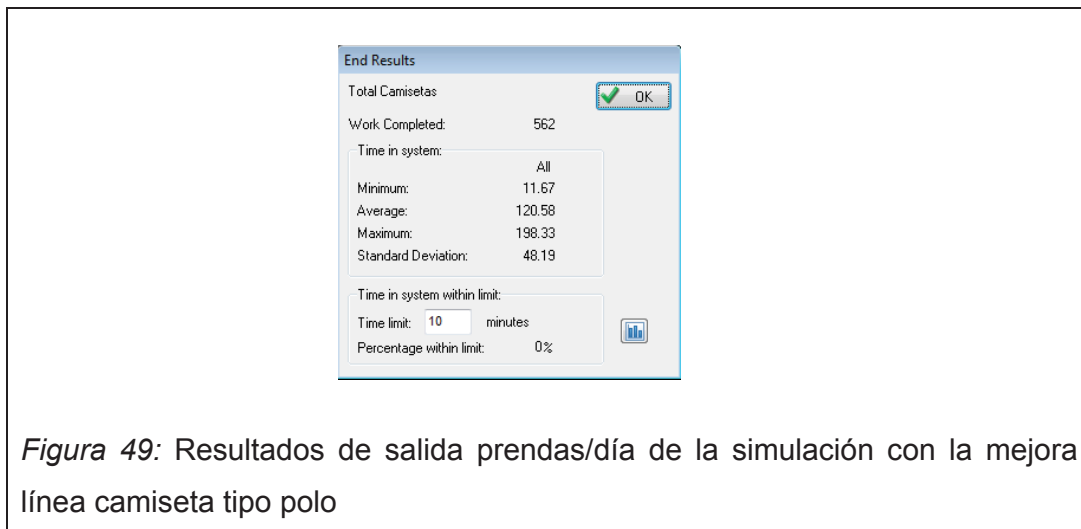 End Results
Total Camisetas
OK
Work Completed: 562
Time in system:
All
Minimum: 11.67
Average: 120.58
Maximum: 198.33
Standard Deviation: 48.19
Time in system within limit:
Time limit: 10 minutes
Percentage within limit: 0%
Figura 49: Resultados de salida prendas/día de la simulación con la mejora
línea camiseta tipo polo